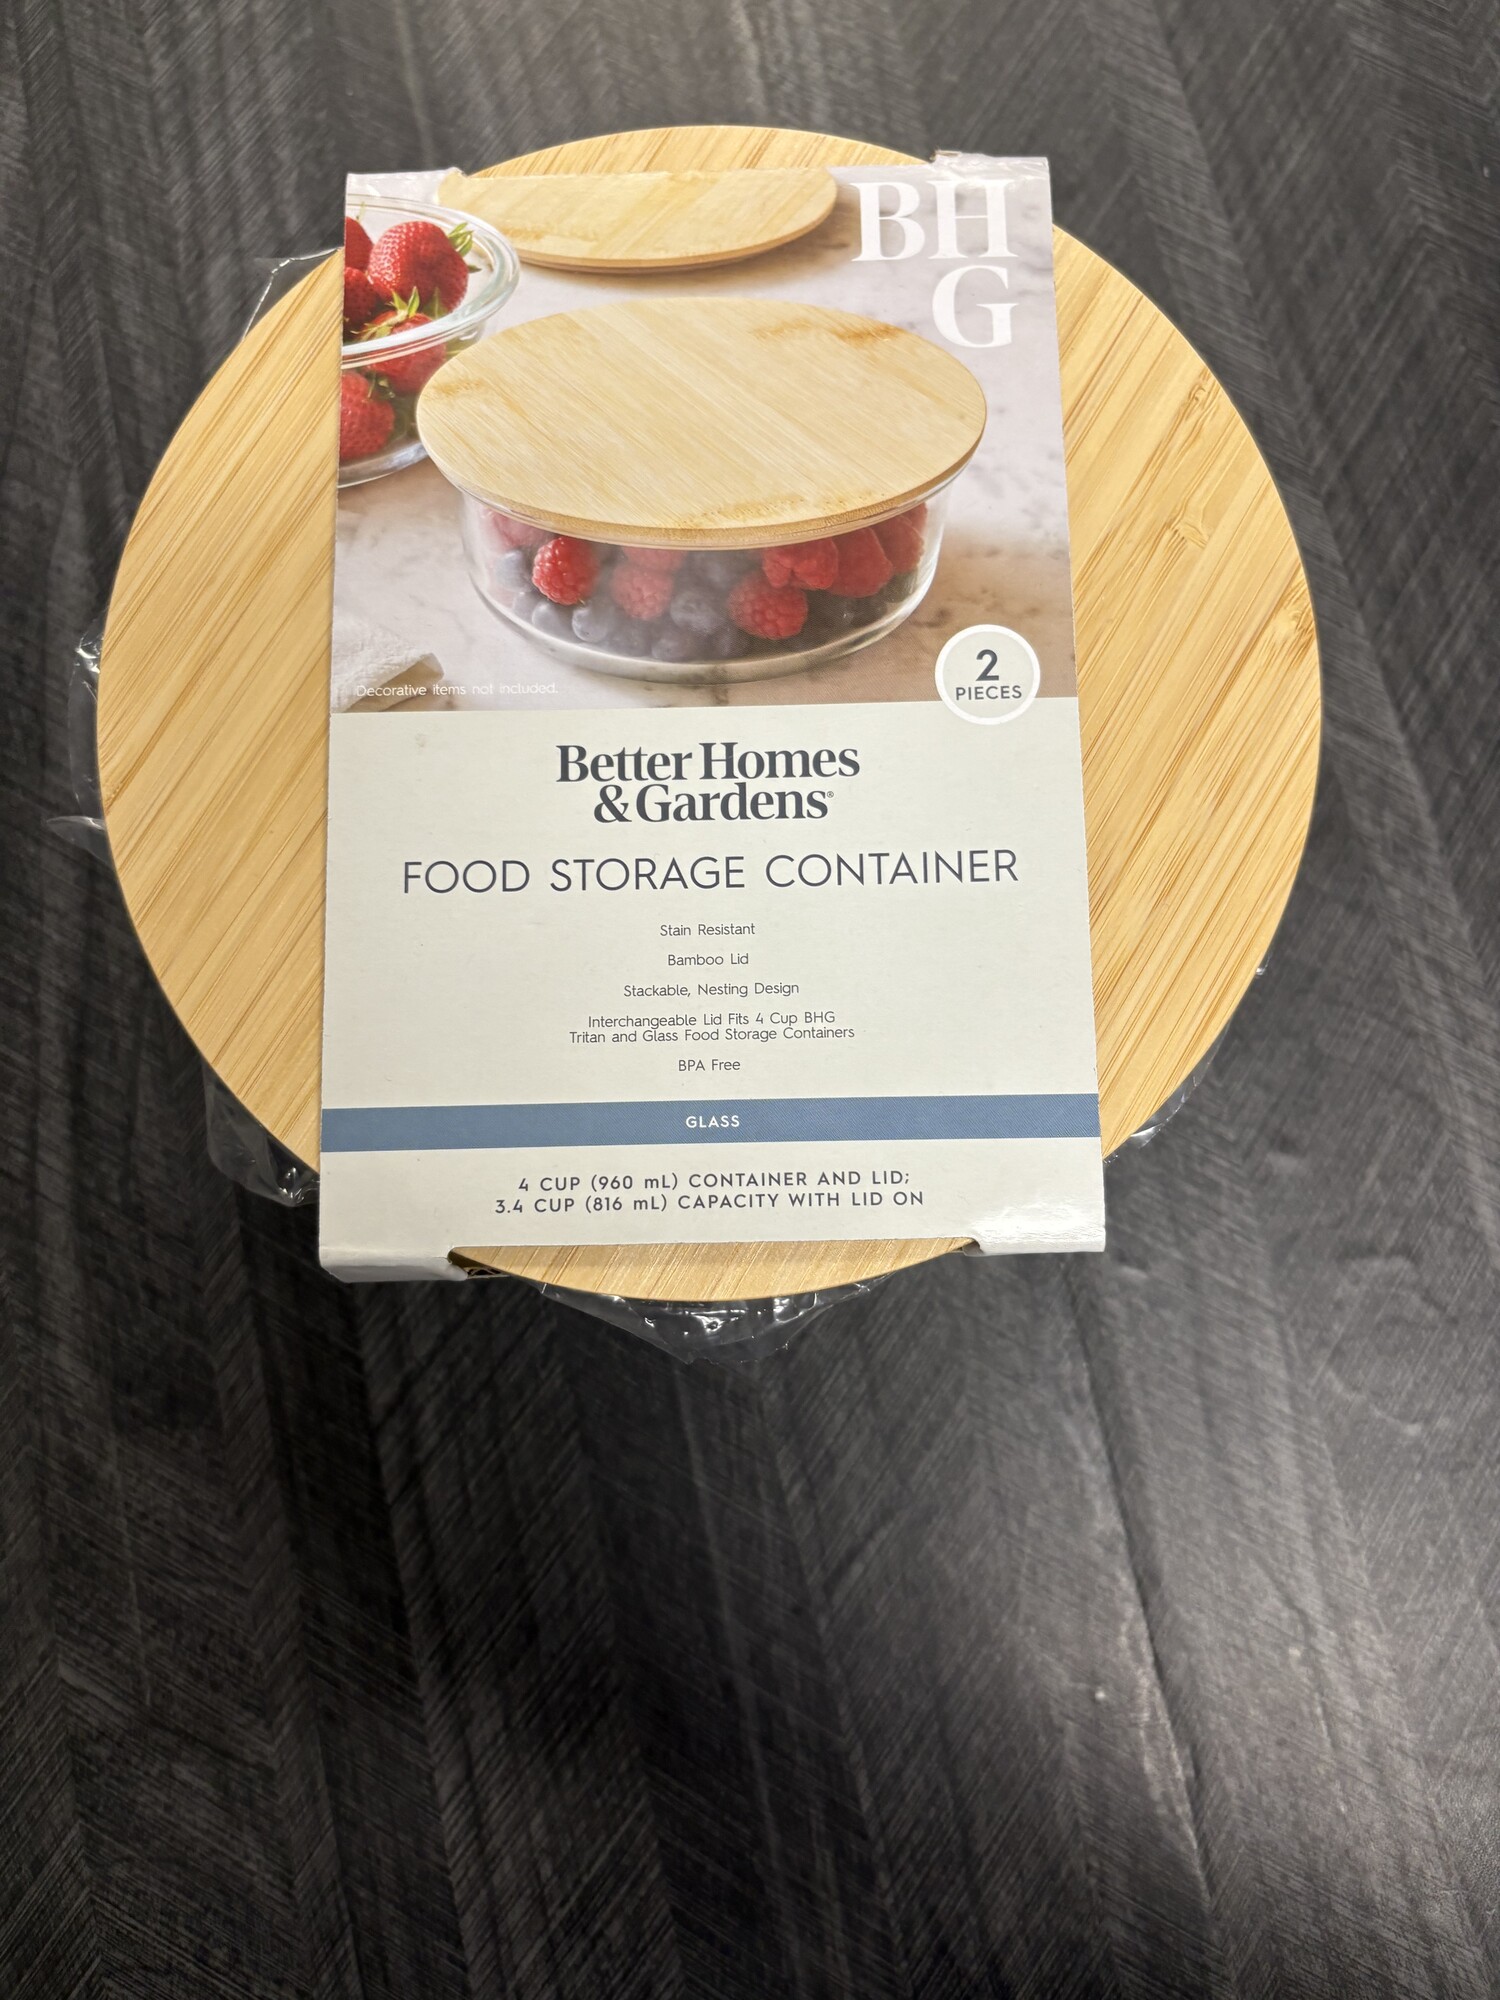 BH
G
Decorative items not included.
2
PIECES
Better Homes
& Gardens®
FOOD STORAGE CONTAINER
Stain Resistant
Bamboo Lid
Stackable, Nesting Design
Interchangeable Lid Fits 4 Cup BHG
Tritan and Glass Food Storage Containers
BPA Free
GLASS
4 CUP (960 mL) CONTAINER AND LID;
3.4 CUP (816 mL) CAPACITY WITH LID ON